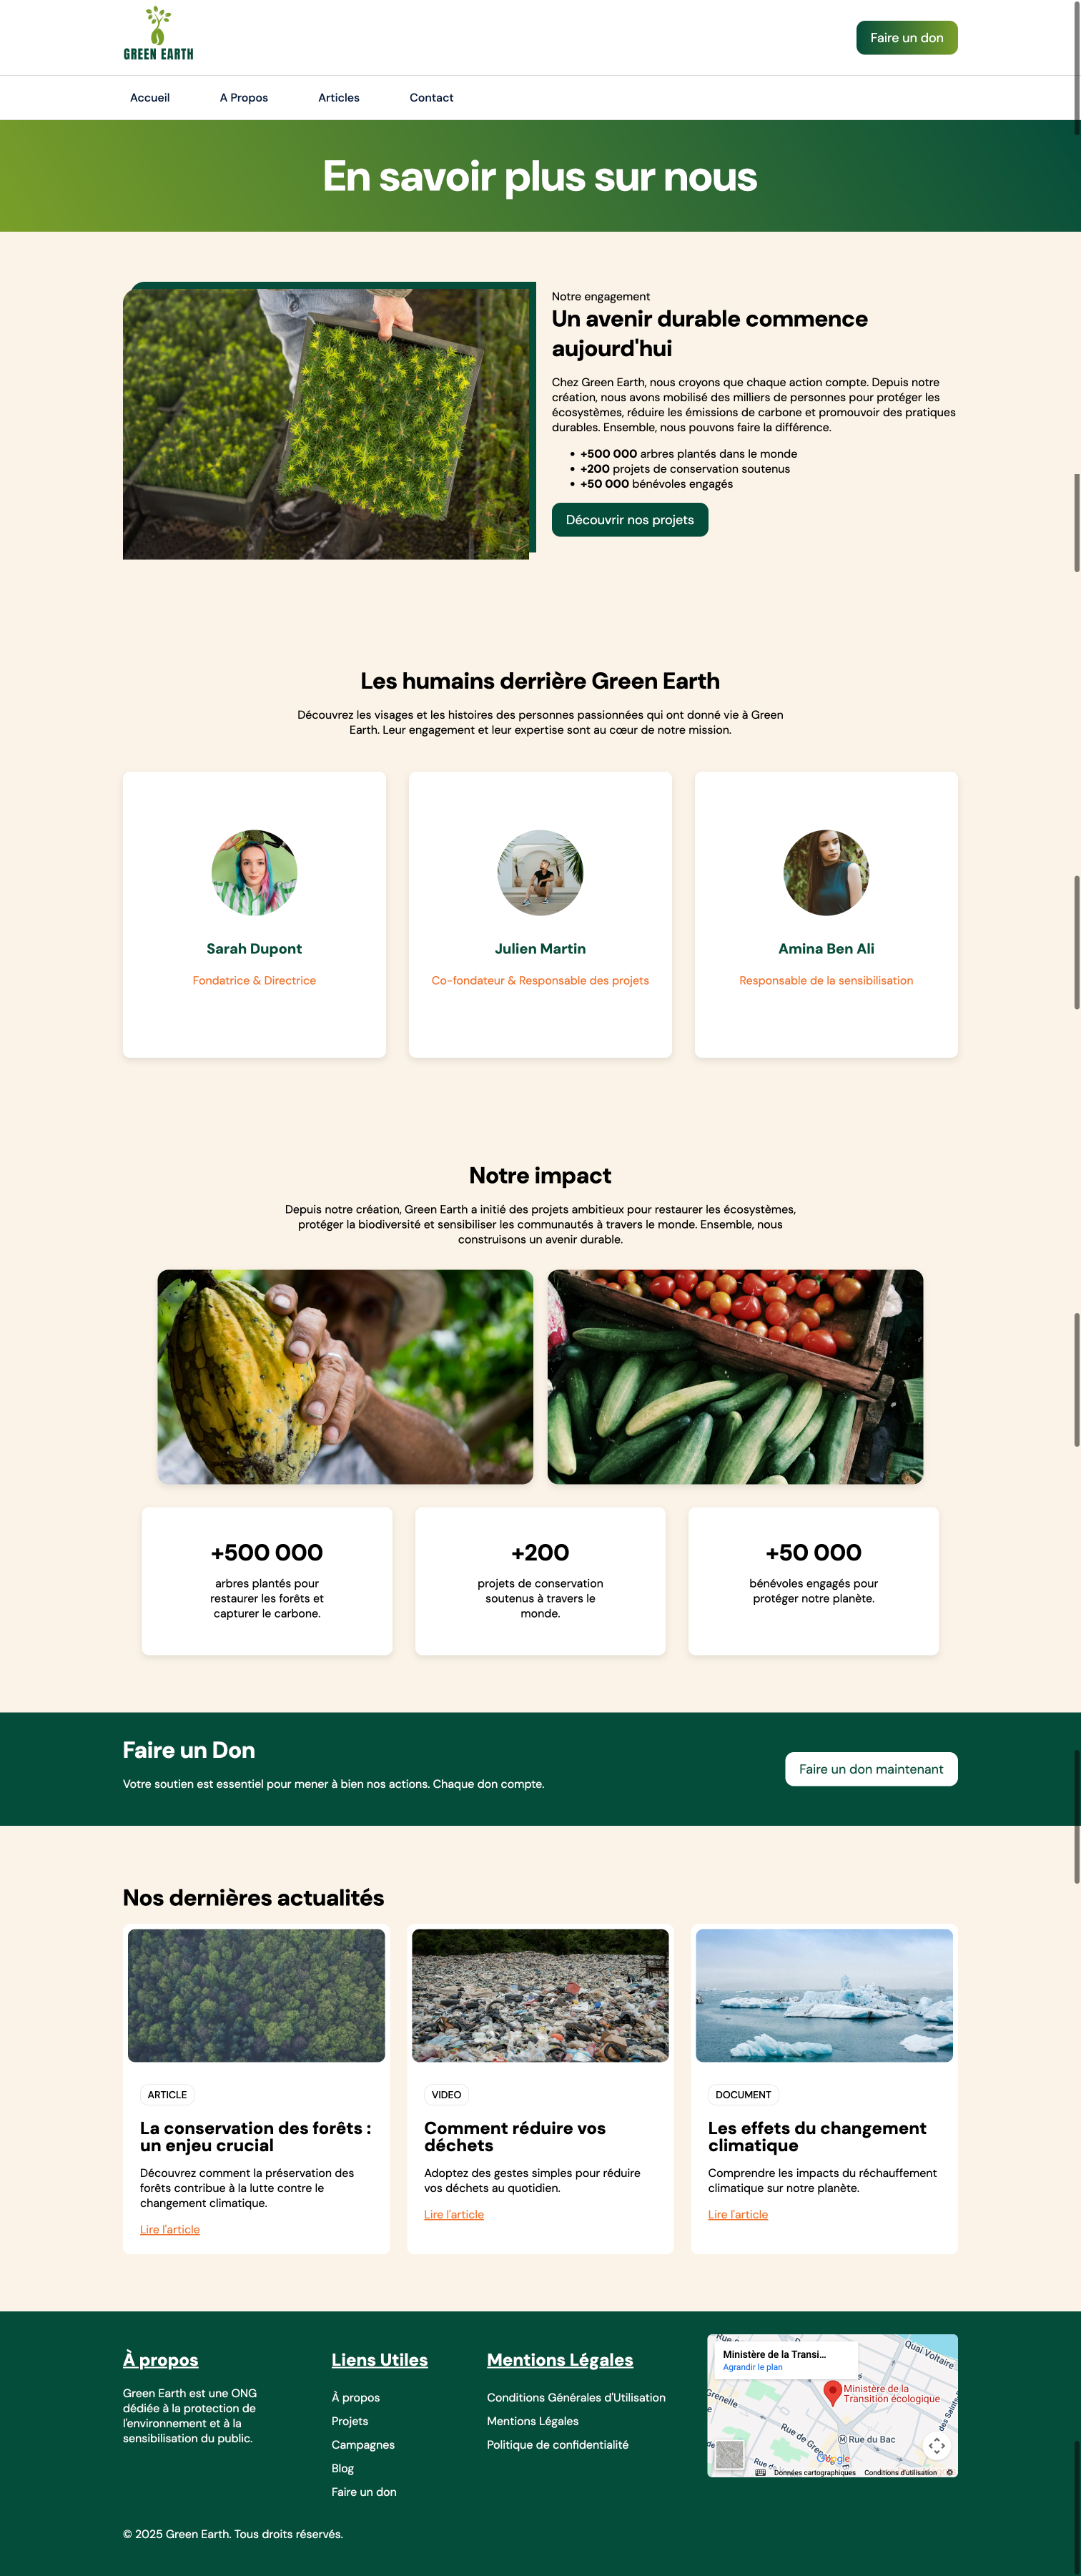 GREEN EARTH
Faire un don
Accueil
A Propos
Articles
Contact
En savoir plus sur nous
Notre engagement
Un avenir durable commence
aujourd'hui
Chez Green Earth, nous croyons que chaque action compte. Depuis notre
création, nous avons mobilisé des milliers de personnes pour protéger les
écosystèmes, réduire les émissions de carbone et promouvoir des pratiques
durables. Ensemble, nous pouvons faire la différence.
+500 000 arbres plantés dans le monde
+200 projets de conservation soutenus
+50 000 bénévoles engagés
Découvrir nos projets
Les humains derrière Green Earth
Découvrez les visages et les histoires des personnes passionnées qui ont donné vie à Green
Earth. Leur engagement et leur expertise sont au cœur de notre mission.
Sarah Dupont
Fondatrice & Directrice
Julien Martin
Co-fondateur & Responsable des projets
Amina Ben Ali
Responsable de la sensibilisation
Notre impact
Depuis notre création, Green Earth a initié des projets ambitieux pour restaurer les écosystèmes,
protéger la biodiversité et sensibiliser les communautés à travers le monde. Ensemble, nous
construisons un avenir durable.
+500 000
arbres plantés pour
restaurer les forêts et
capturer le carbone.
+200
projets de conservation
soutenus à travers le
monde.
+50 000
bénévoles engagés pour
protéger notre planète.
Faire un Don
Votre soutien est essentiel pour mener à bien nos actions. Chaque don compte.
Faire un don maintenant
Nos dernières actualités
ARTICLE
La conservation des forêts :
un enjeu crucial
Découvrez comment la préservation des
forêts contribue à la lutte contre le
changement climatique.
Lire l'article
VIDEO
Comment réduire vos
déchets
Adoptez des gestes simples pour réduire
vos déchets au quotidien.
Lire l'article
DOCUMENT
Les effets du changement
climatique
Comprendre les impacts du réchauffement
climatique sur notre planète.
Lire l'article
À propos
Green Earth est une ONG
dédiée à la protection de
l'environnement et à la
sensibilisation du public.
Liens Utiles
À propos
Projets
Campagnes
Blog
Faire un don
Mentions Légales
Conditions Générales d'Utilisation
Mentions Légales
Politique de confidentialité
Ministère de la Transi...
Agrandir le plan
Quai Voltaire
Ministère de la
Transition écologique
Grenelle
des Saints
Rue de Gren
Rue du Bac
Google
Données cartographiques
Conditions d'utilisation
© 2025 Green Earth. Tous droits réservés.